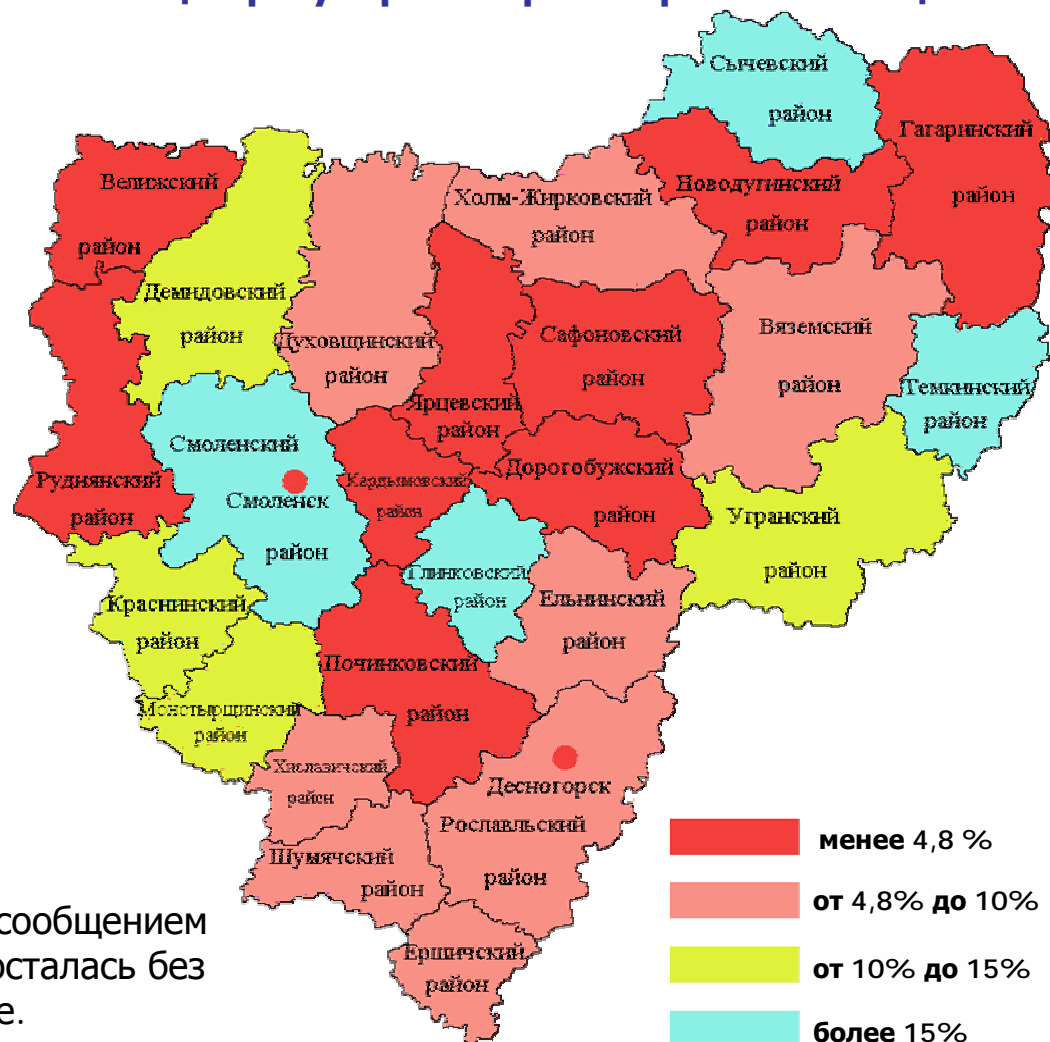 Сычевский
район
Гагаринский
район
Велижский
район
Холм-Жирковский
район
Новодугинский
район
Демидовский
район
Духовщинский
район
Сафоновский
район
Вяземский
район
Темкинский
район
Ярцевский
район
Смоленский
Смоленск
район
Руднянский
район
Кардымовский
район
Дорогобужский
район
Угранский
район
Глинковский
район
Ельнинский
район
Краснинский
район
Починковский
район
Монстырщинский
район
Хиславичский
район
Десногорск
Рославльский
район
Шумячский
район
Ершичский
район
менее 4,8 %
от 4,8% до 10%
от 10% до 15%
более 15%
сообщением
осталась без
е.